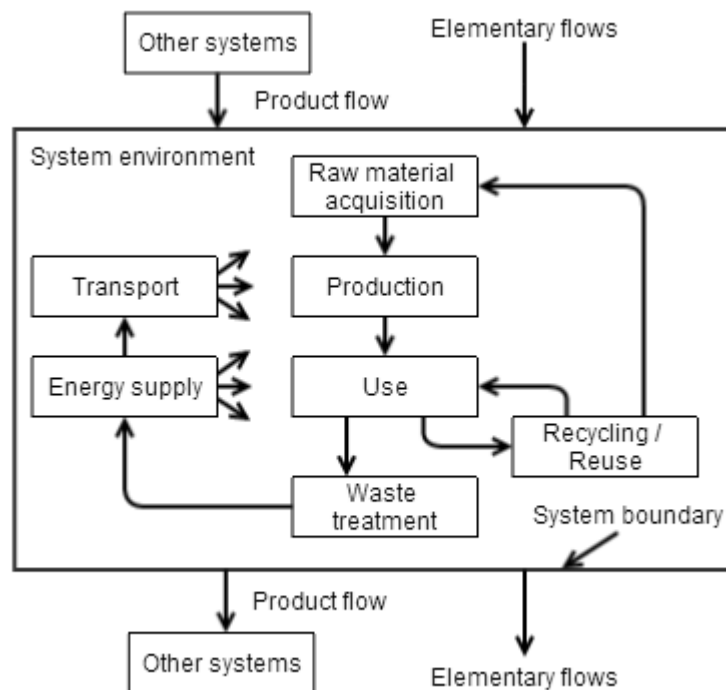 Other systems
Elementary flows
Product flow
System environment
Raw material
acquisition
Transport
Production
Energy supply
Use
Recycling /
Reuse
Waste
treatment
System boundary
Product flow
Other systems
Elementary flows